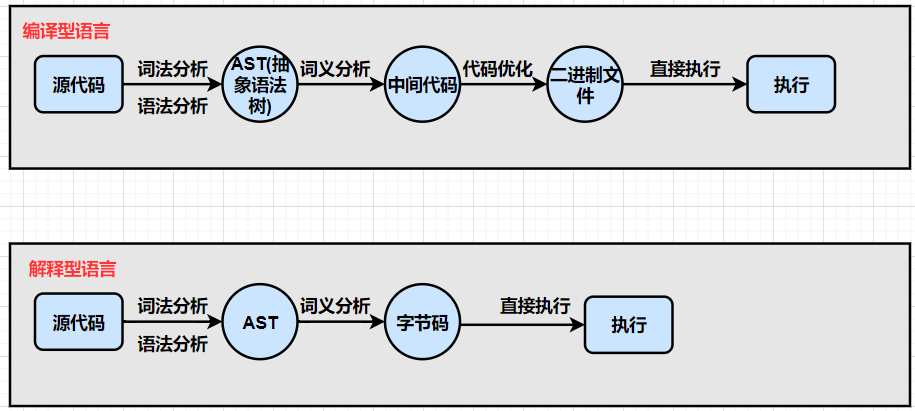 编译型语言
源代码
词法分析
语法分析
AST(抽
象语法
树)
词义分析
中间代码
代码优化
二进制文
件
直接执行
执行
解释型语言
源代码
词法分析
语法分析
AST
词义分析
字节码
直接执行
执行